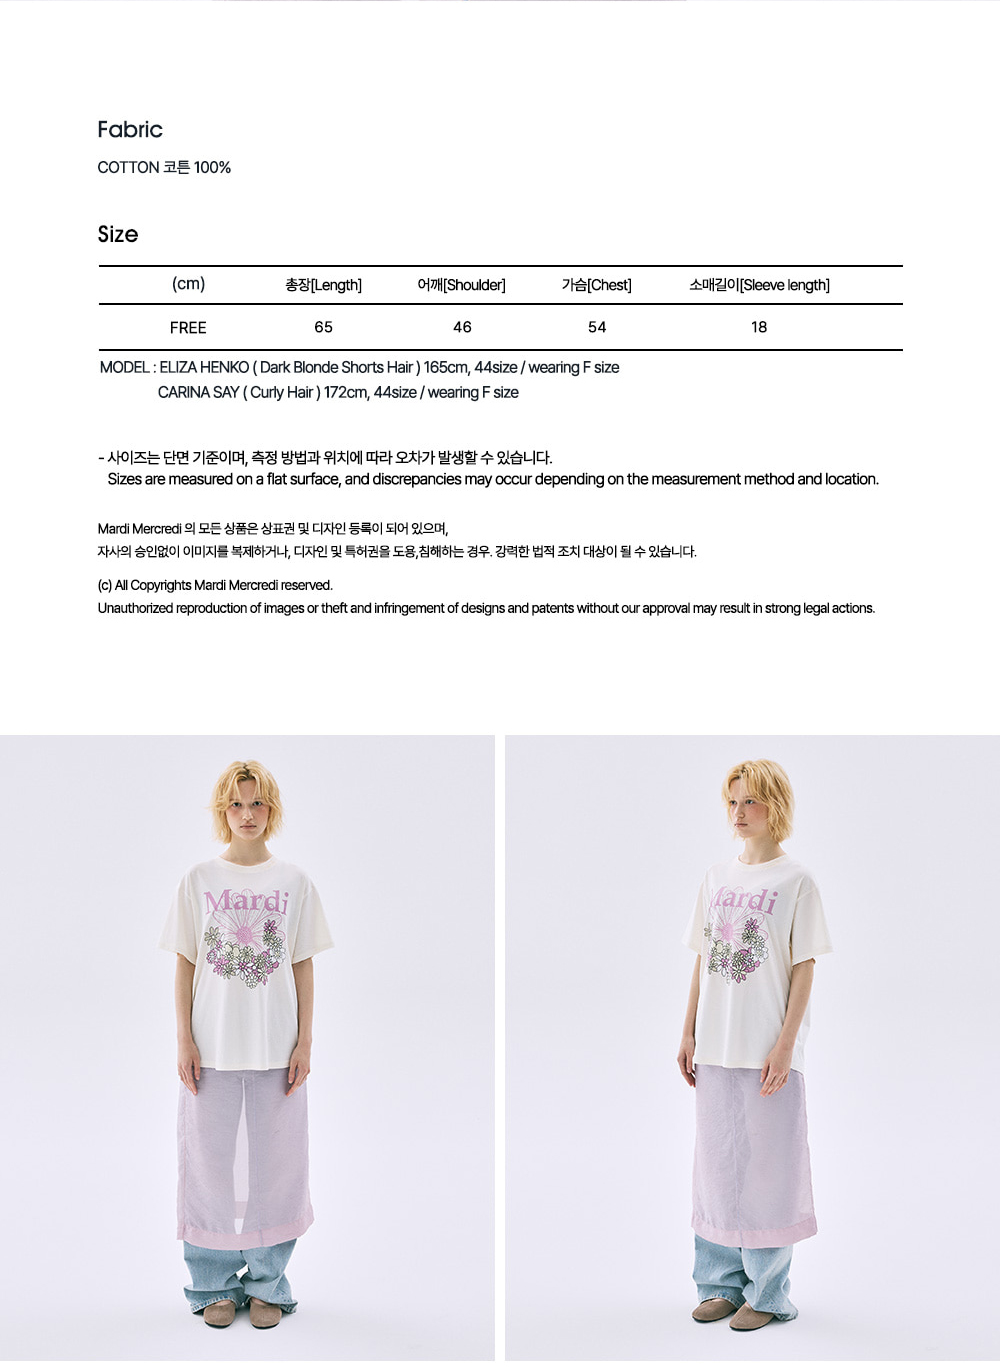 Fabric
COTTON 코튼 100%
Size
(cm) 총장[Length] 어깨[Shoulder] 가슴[Chest] 소매길이[Sleeve length]
FREE 65 46 54 18
MODEL : ELIZA HENKO ( Dark Blonde Shorts Hair ) 165cm, 44size / wearing F size
CARINA SAY ( Curly Hair ) 172cm, 44size / wearing F size
- 사이즈는 단면 기준이며, 측정 방법과 위치에 따라 오차가 발생할 수 있습니다.
Sizes are measured on a flat surface, and discrepancies may occur depending on the measurement method and location.
Mardi Mercredi 의 모든 상품은 상표권 및 디자인 등록이 되어 있으며,
자사의 승인없이 이미지를 복제하거나, 디자인 및 특허권을 도용,침해하는 경우. 강력한 법적 조치 대상이 될 수 있습니다.
(c) All Copyrights Mardi Mercredi reserved.
Unauthorized reproduction of images or theft and infringement of designs and patents without our approval may result in strong legal actions.
Mardi
Mardi